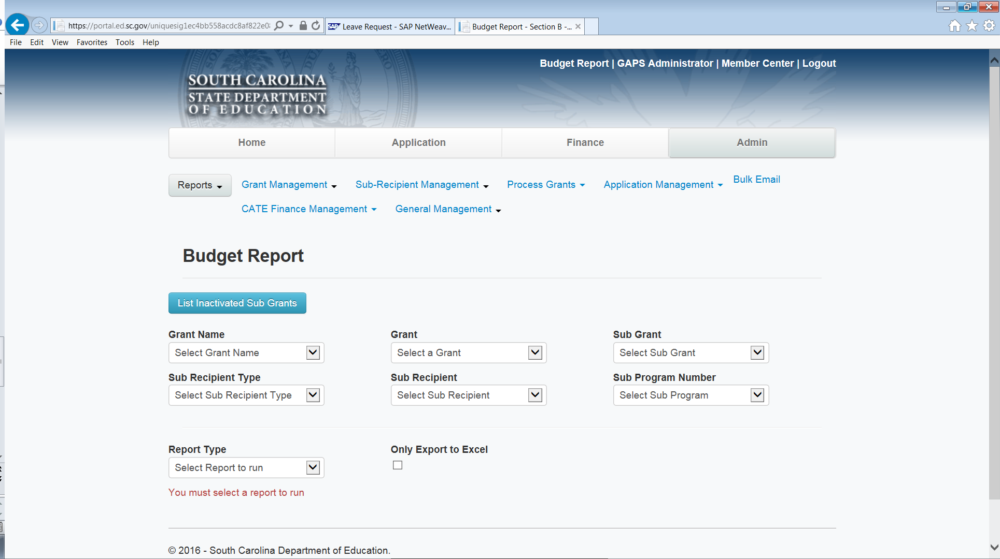 https://portal.ed.sc.gov/uniquesig1ec4bb558acdc8af822e0
SAP Leave Request - SAP NetWeav...
Budget Report - Section B -...
File Edit View Favorites Tools Help
Budget Report | GAPS Administrator | Member Center | Logout
SOUTH CAROLINA
STATE DEPARTMENT
OF EDUCATION
Home Application Finance Admin
Reports Grant Management Sub-Recipient Management Process Grants Application Management Bulk Email
CATE Finance Management General Management
Budget Report
List Inactivated Sub Grants
Grant Name Grant Sub Grant
Select Grant Name Select a Grant Select Sub Grant
Sub Recipient Type Sub Recipient Sub Program Number
Select Sub Recipient Type Select Sub Recipient Select Sub Program
Report Type Only Export to Excel
Select Report to run
You must select a report to run
© 2016 - South Carolina Department of Education.